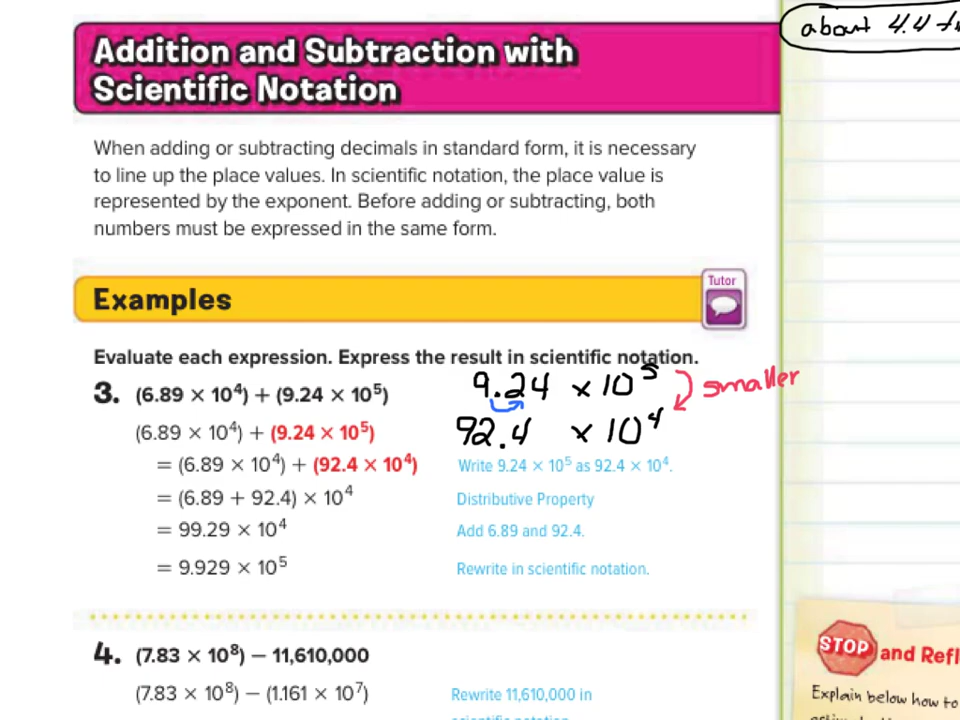 about 4.4
Addition and Subtraction with
Scientific Notation
When adding or subtracting decimals in standard form, it is necessary
to line up the place values. In scientific notation, the place value is
represented by the exponent. Before adding or subtracting, both
numbers must be expressed in the same form.
Examples
Tutor
Evaluate each expression. Express the result in scientific notation.
3. (6.89 × 10⁴) + (9.24 × 10⁵)
9.24 × 10⁵
smaller
(6.89 × 10⁴) + (9.24 × 10⁵)
92.4 × 10⁴
= (6.89 × 10⁴) + (92.4 × 10⁴)
Write 9.24 × 10⁵ as 92.4 × 10⁴.
= (6.89 + 92.4) × 10⁴
Distributive Property
= 99.29 × 10⁴
Add 6.89 and 92.4.
= 9.929 × 10⁵
Rewrite in scientific notation.
4. (7.83 × 10⁸) − 11,610,000
(7.83 × 10⁸) − (1.161 × 10⁷)
Rewrite 11,610,000 in
scientific notation.
STOP and Refl
Explain below how to